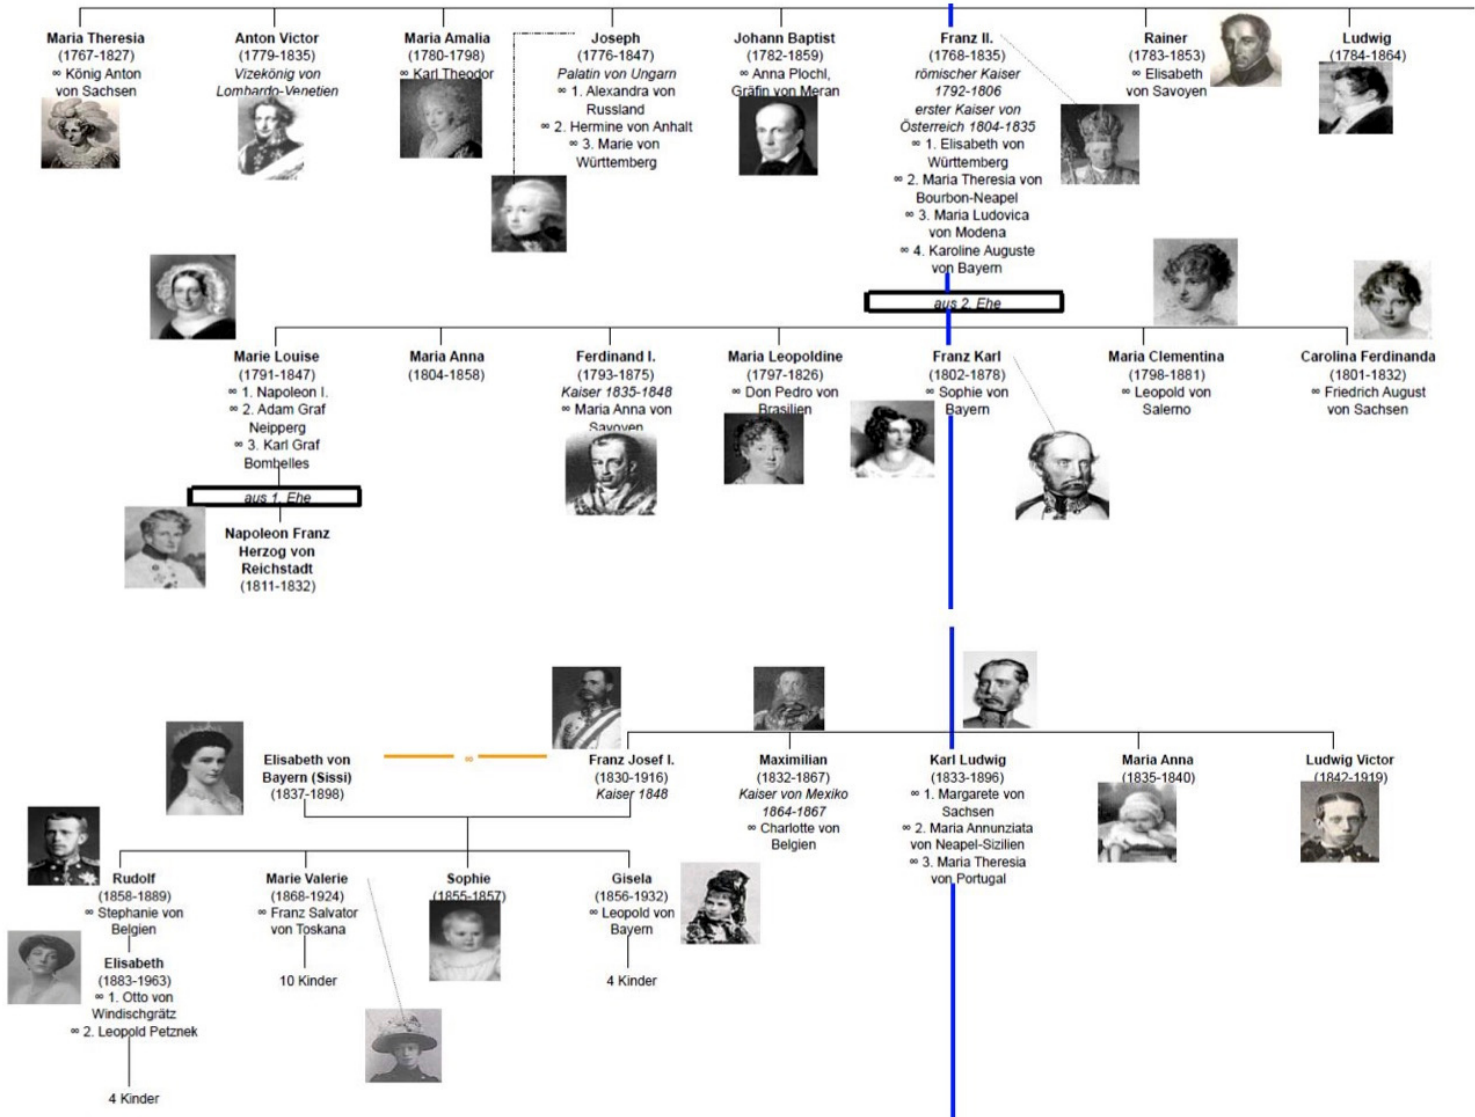 Maria Theresia
(1767-1827)
∞ König Anton
von Sachsen
Anton Victor
(1779-1835)
Vizekönig von
Lombardo-Venetien
Maria Amalia
(1780-1798)
∞ Karl Theodor
Joseph
(1776-1847)
Palatin von Ungarn
∞ 1. Alexandra von
Russland
∞ 2. Hermine von Anhalt
∞ 3. Marie von
Württemberg
Johann Baptist
(1782-1859)
∞ Anna Plochl,
Gräfin von Meran
Franz II.
(1768-1835)
römischer Kaiser
1792-1806
erster Kaiser von
Österreich 1804-1835
∞ 1. Elisabeth von
Württemberg
∞ 2. Maria Theresia von
Bourbon-Neapel
∞ 3. Maria Ludovica
von Modena
∞ 4. Karoline Auguste
von Bayern
Rainer
(1783-1853)
∞ Elisabeth
von Savoyen
Ludwig
(1784-1864)
aus 2. Ehe
Marie Louise
(1791-1847)
∞ 1. Napoleon I.
∞ 2. Adam Graf
Neipperg
∞ 3. Karl Graf
Bombelles
Maria Anna
(1804-1858)
Ferdinand I.
(1793-1875)
Kaiser 1835-1848
∞ Maria Anna von
Savoyen
Maria Leopoldine
(1797-1826)
∞ Don Pedro von
Brasilien
Franz Karl
(1802-1878)
∞ Sophie von
Bayern
Maria Clementina
(1798-1881)
∞ Leopold von
Salerno
Carolina Ferdinanda
(1801-1832)
∞ Friedrich August
von Sachsen
aus 1. Ehe
Napoleon Franz
Herzog von
Reichstadt
(1811-1832)
Elisabeth von
Bayern (Sissi)
(1837-1898)
∞
Franz Josef I.
(1830-1916)
Kaiser 1848
Maximilian
(1832-1867)
Kaiser von Mexiko
1864-1867
∞ Charlotte von
Belgien
Karl Ludwig
(1833-1896)
∞ 1. Margarete von
Sachsen
∞ 2. Maria Annunziata
von Neapel-Sizilien
∞ 3. Maria Theresia
von Portugal
Maria Anna
(1835-1840)
Ludwig Victor
(1842-1919)
Rudolf
(1858-1889)
∞ Stephanie von
Belgien
Marie Valerie
(1868-1924)
∞ Franz Salvator
von Toskana
Sophie
(1855-1857)
Gisela
(1856-1932)
∞ Leopold von
Bayern
Elisabeth
(1883-1963)
∞ 1. Otto von
Windischgrätz
∞ 2. Leopold Petznek
10 Kinder
4 Kinder
4 Kinder